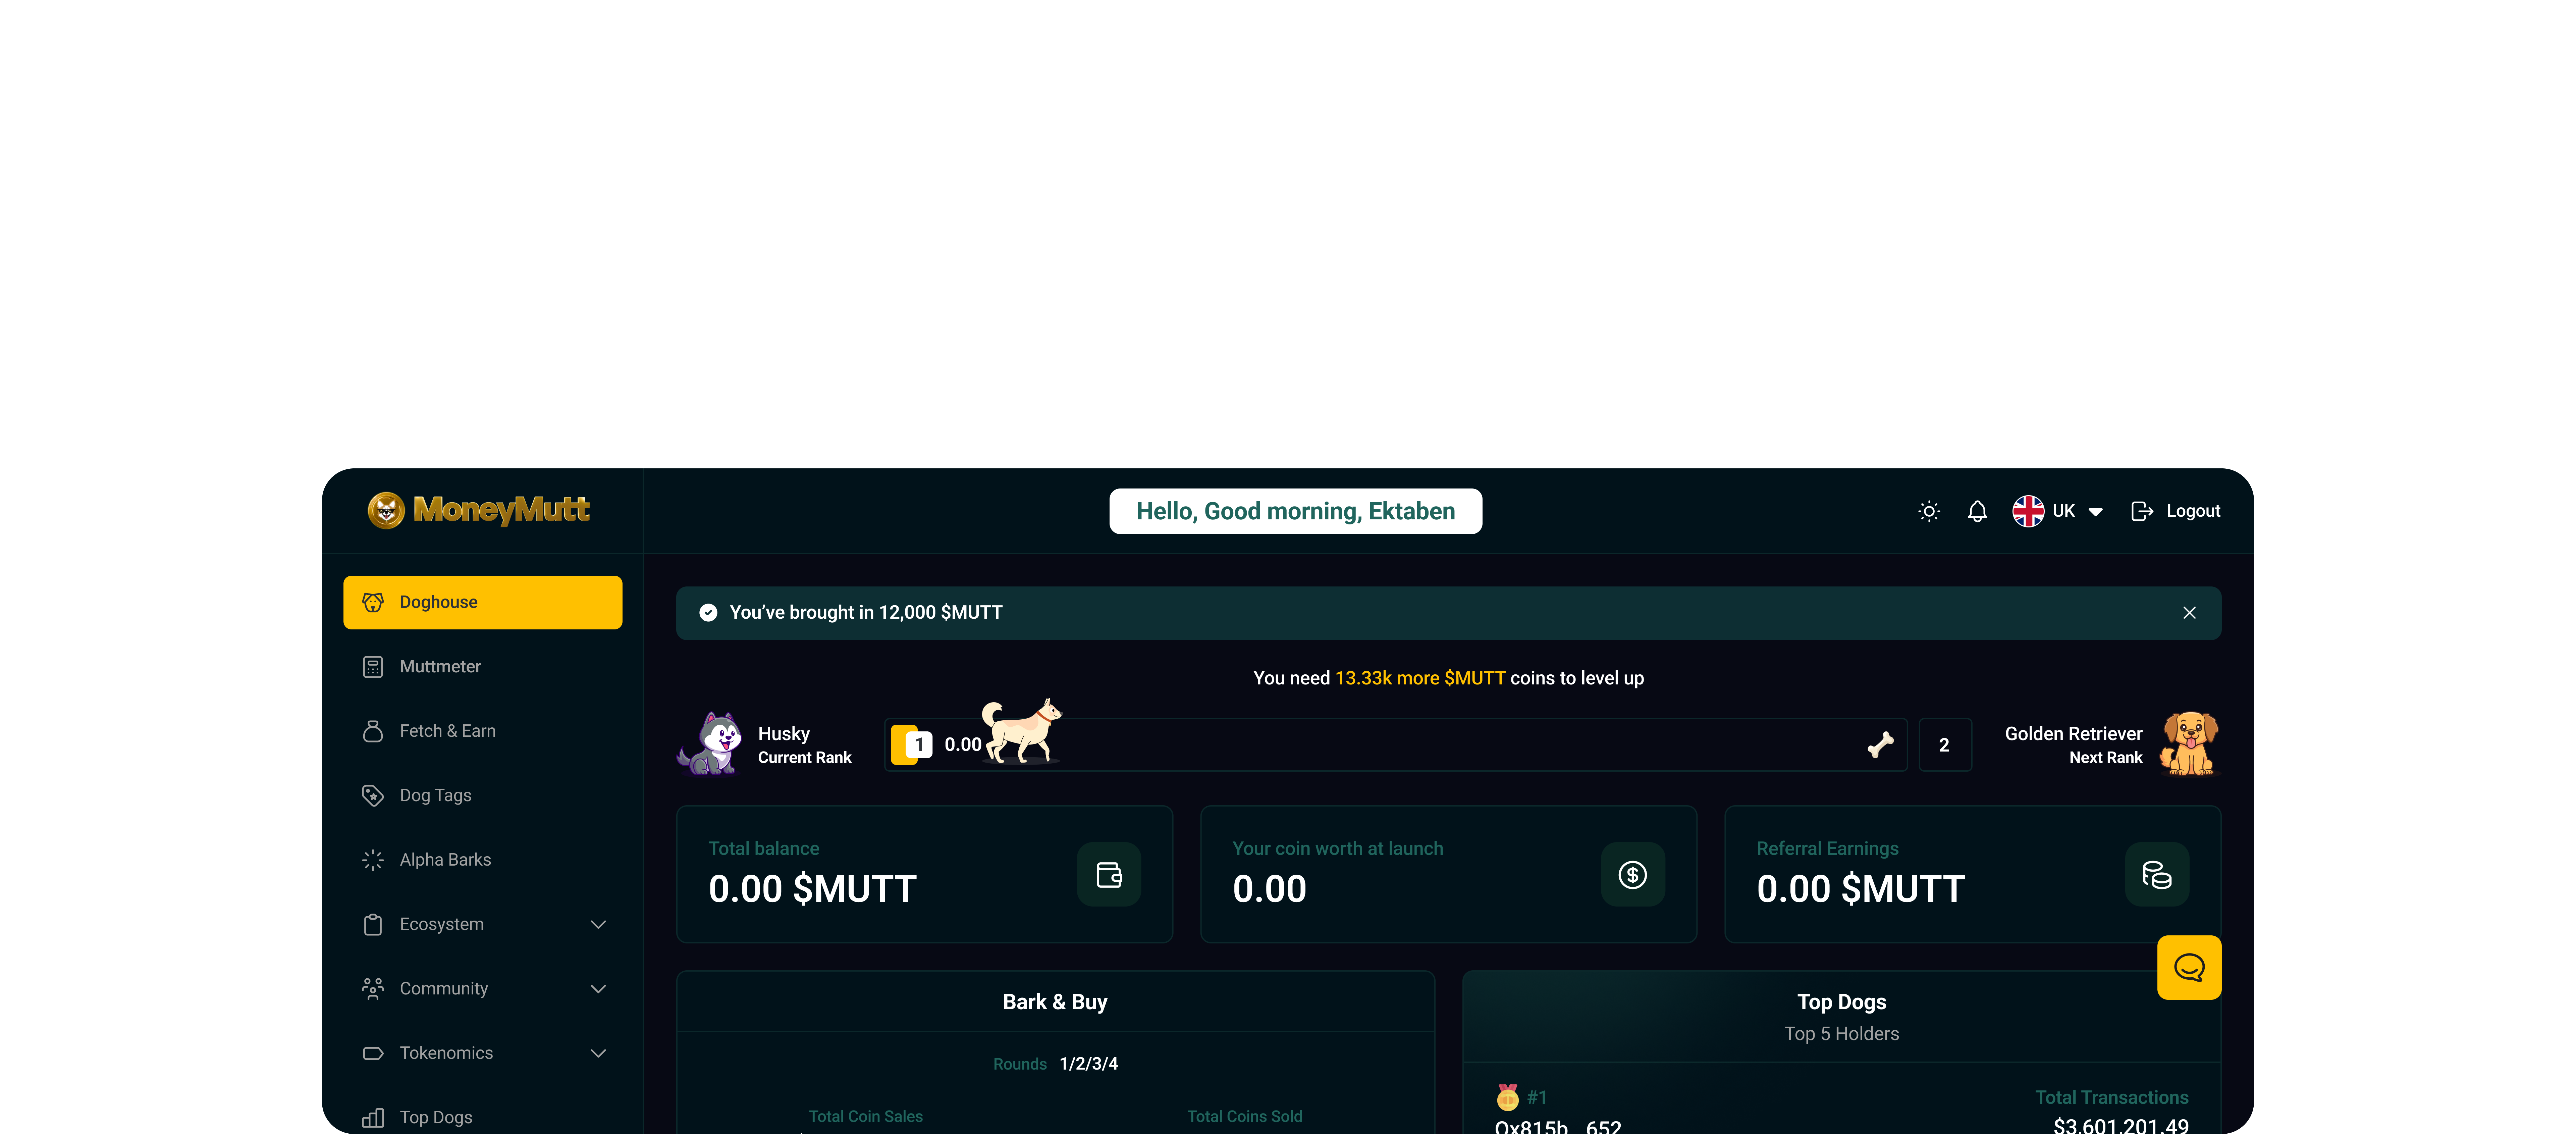 MoneyMutt
Hello, Good morning, Ektaben
UK
Logout
Doghouse
Muttmeter
Fetch & Earn
Dog Tags
Alpha Barks
Ecosystem
Community
Tokenomics
Top Dogs
You’ve brought in 12,000 $MUTT
You need 13.33k more $MUTT coins to level up
Husky
Current Rank
1
0.00
2
Golden Retriever
Next Rank
Total balance
0.00 $MUTT
Your coin worth at launch
0.00
Referral Earnings
0.00 $MUTT
Bark & Buy
Rounds 1/2/3/4
Total Coin Sales
Total Coins Sold
Top Dogs
Top 5 Holders
#1
Total Transactions
$3,601,201.49